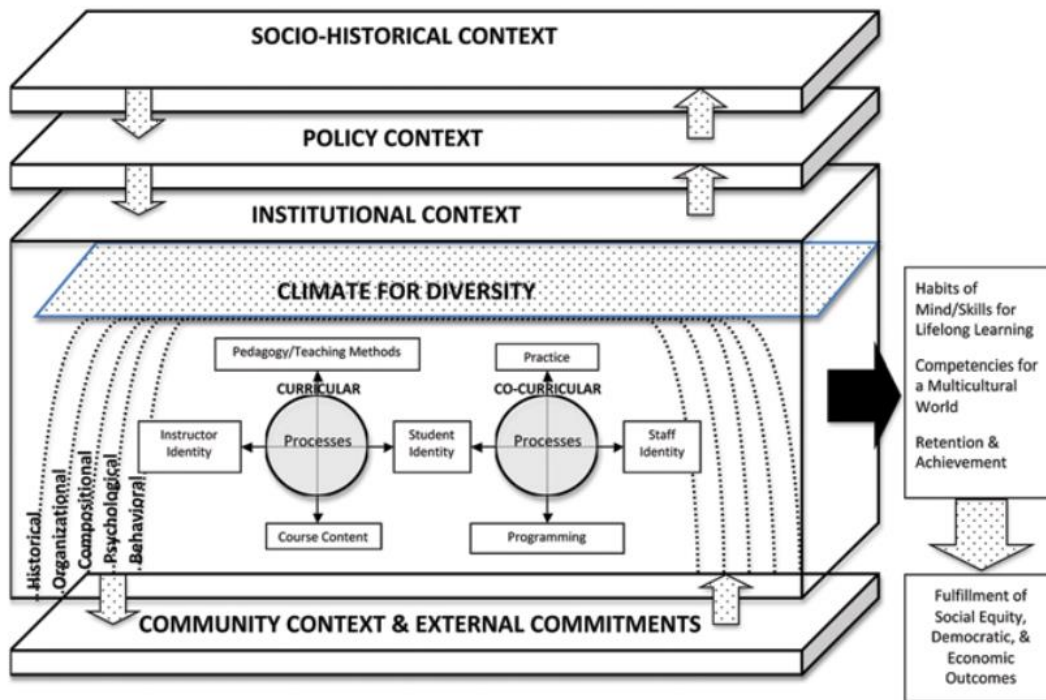 SOCIO-HISTORICAL CONTEXT
POLICY CONTEXT
INSTITUTIONAL CONTEXT
CLIMATE FOR DIVERSITY
Pedagogy/Teaching Methods
CURRICULAR
Processes
Instructor
Identity
Student
Identity
Course Content
Practice
CO-CURRICULAR
Processes
Staff
Identity
Programming
Historical
Organizational
Compositional
Psychological
Behavioral
COMMUNITY CONTEXT & EXTERNAL COMMITMENTS
Habits of
Mind/Skills for
Lifelong Learning
Competencies for
a Multicultural
World
Retention &
Achievement
Fulfillment of
Social Equity,
Democratic, &
Economic
Outcomes